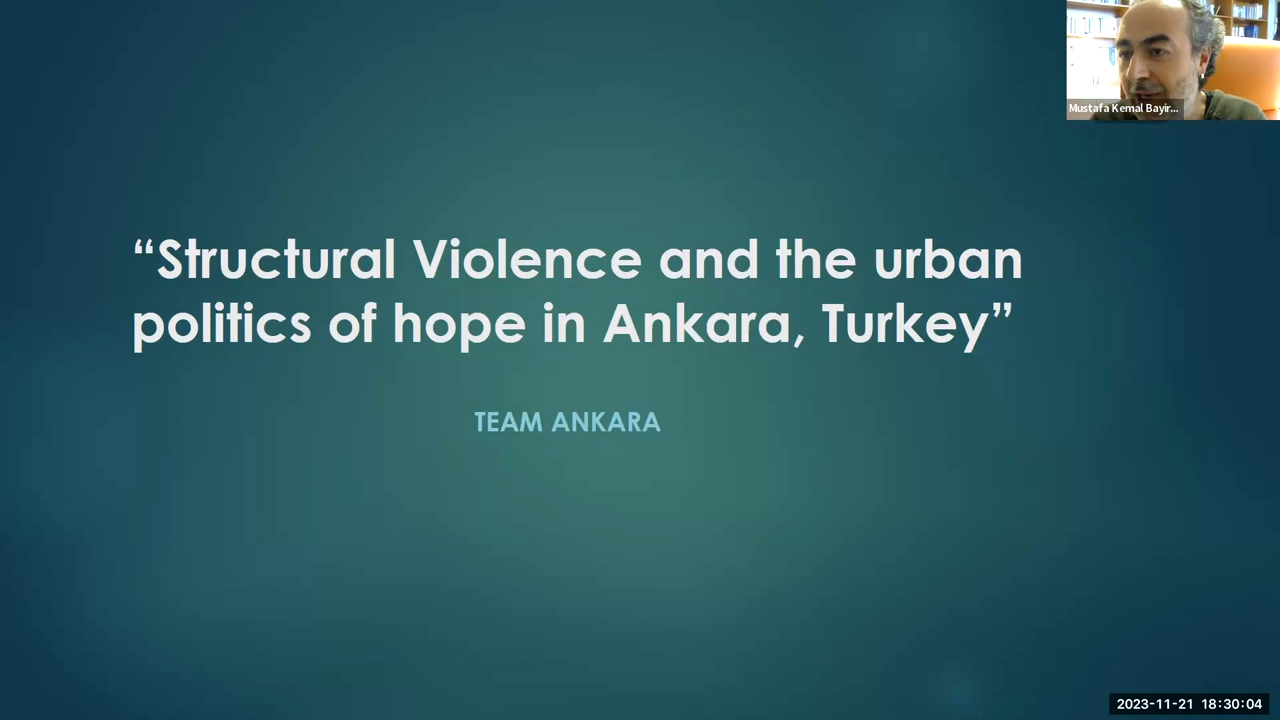 Mustafa Kemal Bayir...
“Structural Violence and the urban
politics of hope in Ankara, Turkey”
TEAM ANKARA
2023-11-21 18:30:04